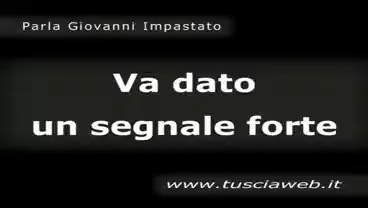 Parla Giovanni Impastato
Va dato
un segnale forte
www.tusciaweb.it